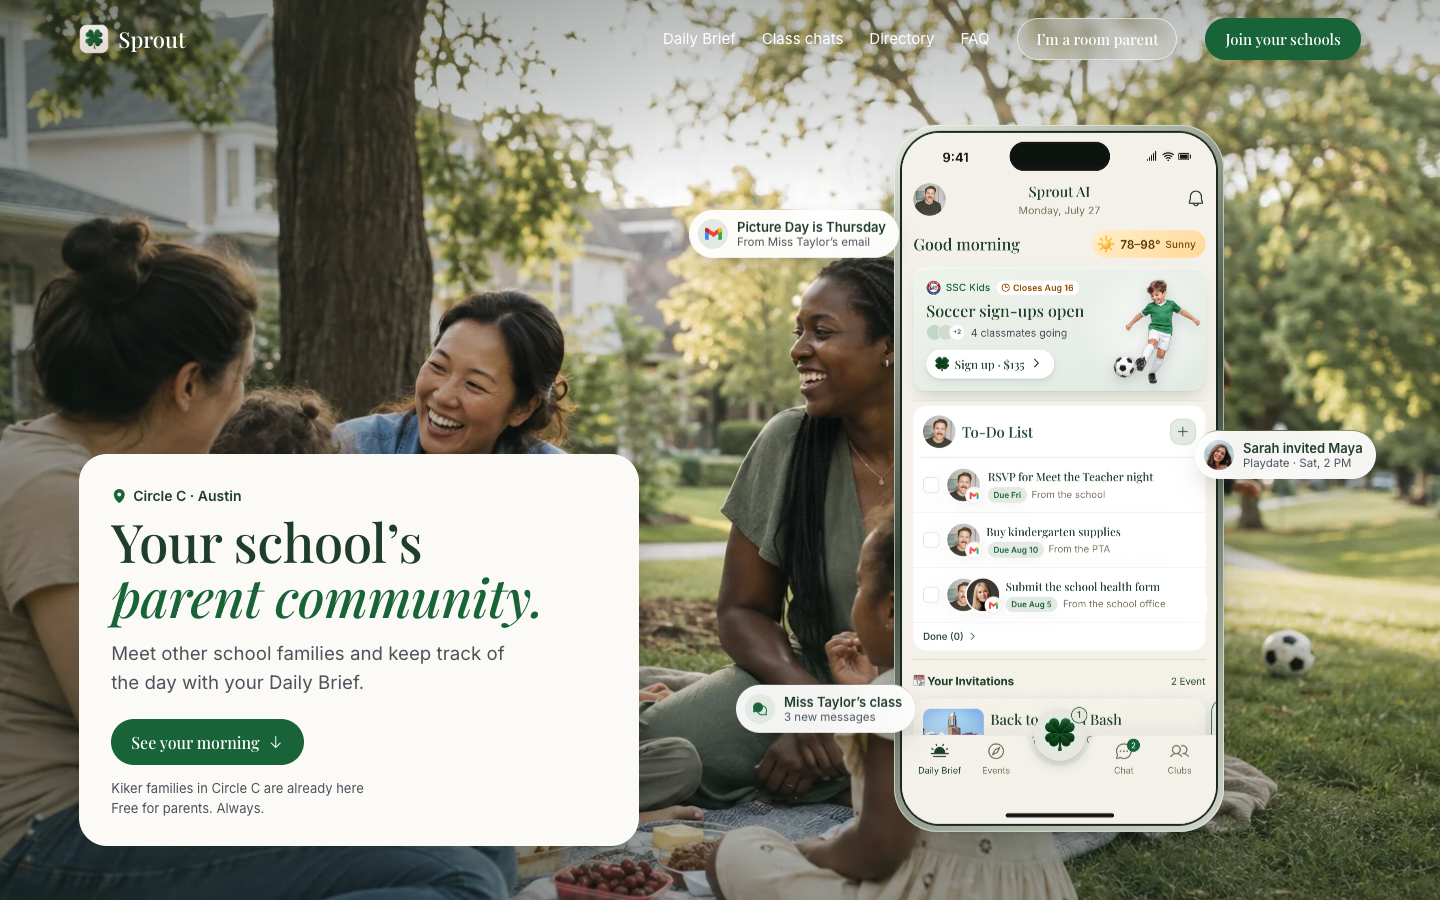 Sprout
Daily Brief
Class chats
Directory
FAQ
I'm a room parent
Join your schools
Circle C · Austin
Your school's
parent community.
Meet other school families and keep track of
the day with your Daily Brief.
See your morning ↓
Kiker families in Circle C are already here
Free for parents. Always.
Picture Day is Thursday
From Miss Taylor's email
Miss Taylor's class
3 new messages
Sarah invited Maya
Playdate · Sat, 2 PM
9:41
Sprout AI
Monday, July 27
Good morning
78–98° Sunny
SSC Kids
Closes Aug 16
Soccer sign-ups open
+2
4 classmates going
Sign up · $135
To-Do List
RSVP for Meet the Teacher night
Due Fri
From the school
Buy kindergarten supplies
Due Aug 10
From the PTA
Submit the school health form
Due Aug 5
From the school office
Done (0)
Your Invitations
2 Event
Back to
Bash
1
Daily Brief
Events
2
Chat
Clubs